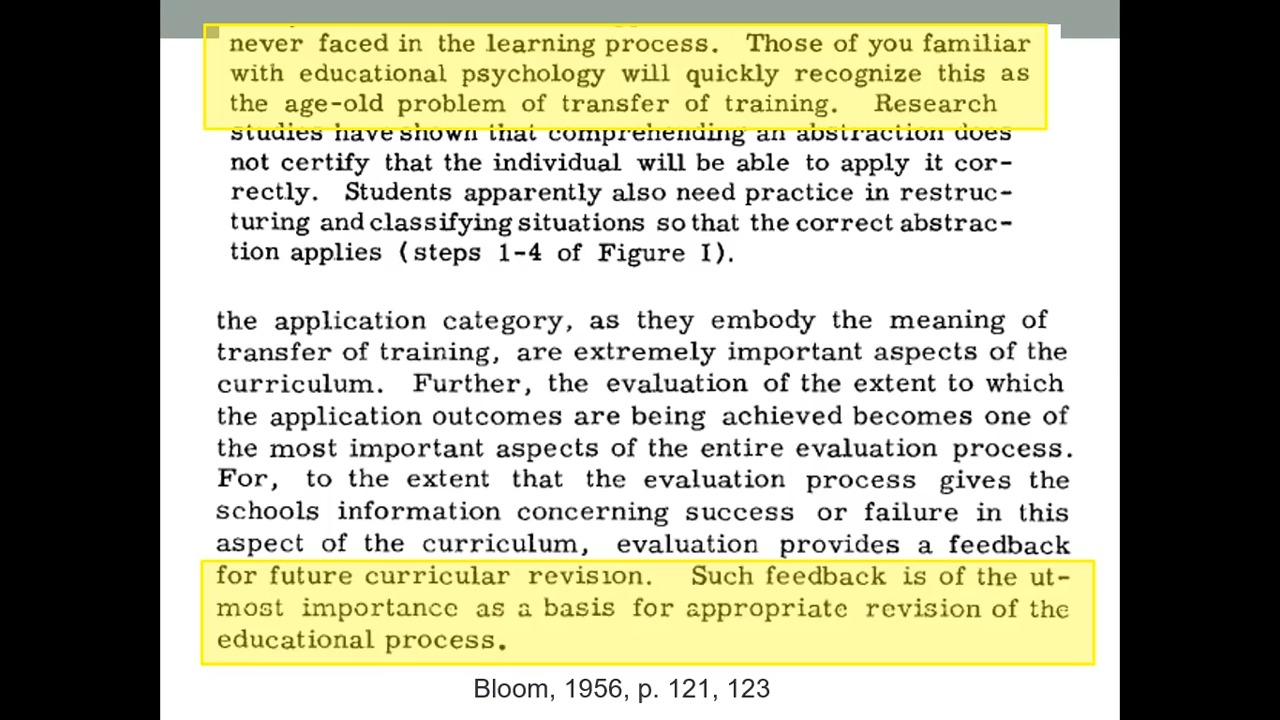 never faced in the learning process. Those of you familiar
with educational psychology will quickly recognize this as
the age-old problem of transfer of training. Research
studies have shown that comprehending an abstraction does
not certify that the individual will be able to apply it cor-
rectly. Students apparently also need practice in restruc-
turing and classifying situations so that the correct abstrac-
tion applies (steps 1-4 of Figure I).
the application category, as they embody the meaning of
transfer of training, are extremely important aspects of the
curriculum. Further, the evaluation of the extent to which
the application outcomes are being achieved becomes one of
the most important aspects of the entire evaluation process.
For, to the extent that the evaluation process gives the
schools information concerning success or failure in this
aspect of the curriculum, evaluation provides a feedback
for future curricular revision. Such feedback is of the ut-
most importance as a basis for appropriate revision of the
educational process.
Bloom, 1956, p. 121, 123